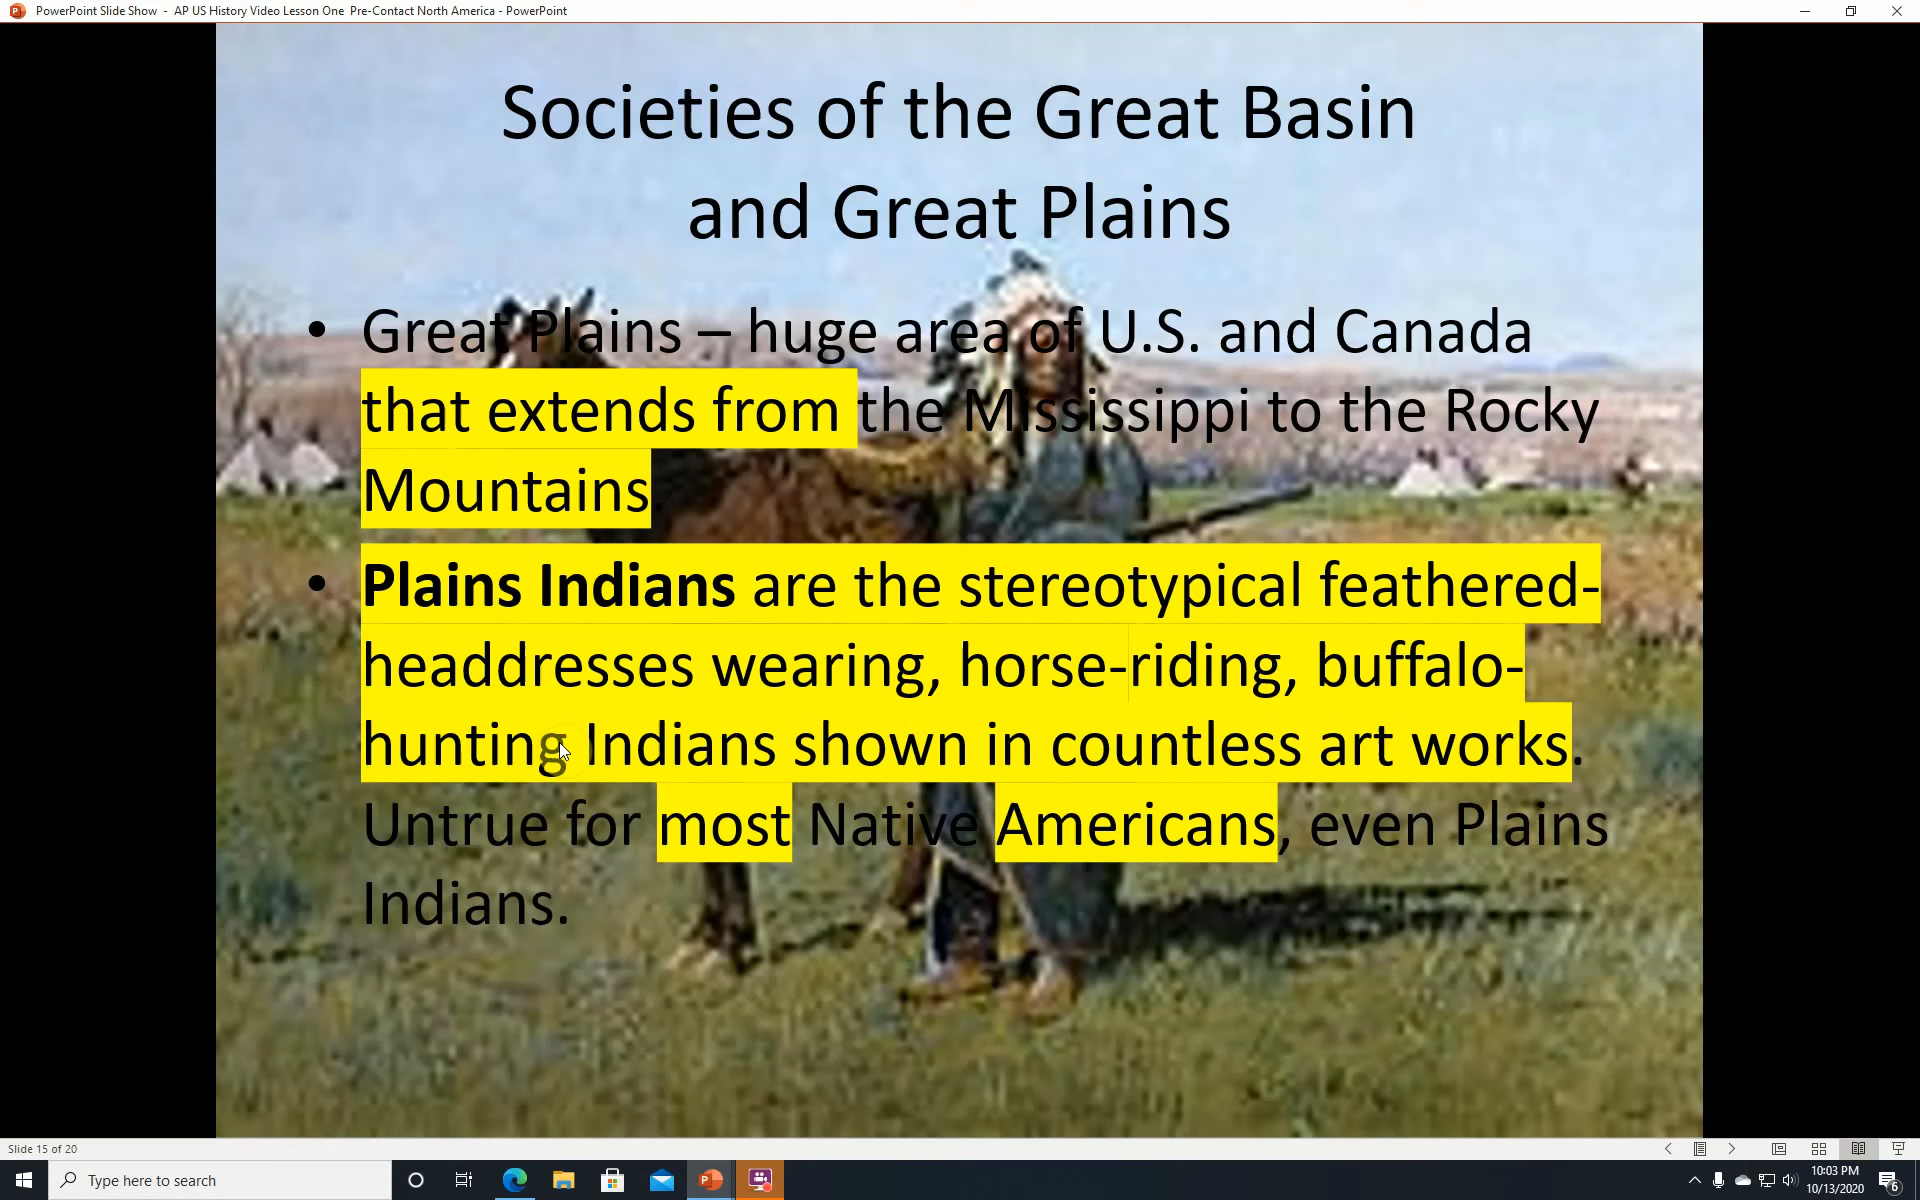 PowerPoint Slide Show - AP US History Video Lesson One Pre-Contact North America - PowerPoint
Societies of the Great Basin
and Great Plains
• Great Plains – huge area of U.S. and Canada
that extends from the Mississippi to the Rocky
Mountains
• Plains Indians are the stereotypical feathered-
headdresses wearing, horse-riding, buffalo-
hunting Indians shown in countless art works.
Untrue for most Native Americans, even Plains
Indians.
Slide 15 of 20
Type here to search
10:03 PM
10/13/2020
6